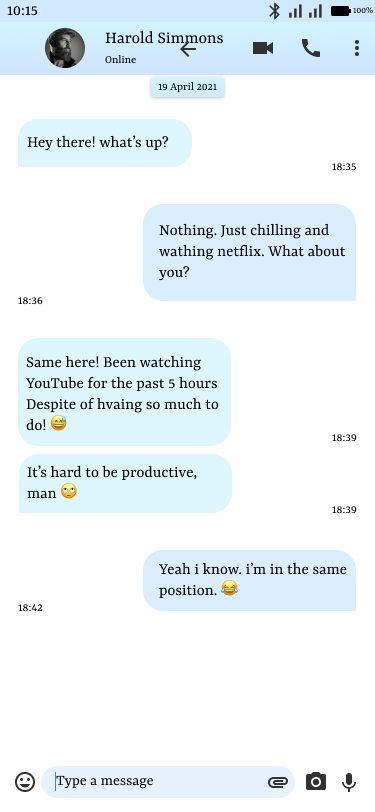 10:15
100%
Harold Simmons
Online
19 April 2021
Hey there! what’s up?
18:35
Nothing. Just chilling and
wathing netflix. What about
you?
18:36
Same here! Been watching
YouTube for the past 5 hours
Despite of hvaing so much to
do! 😅
18:39
It’s hard to be productive,
man 🙄
18:39
Yeah i know. i’m in the same
position. 😂
18:42
Type a message